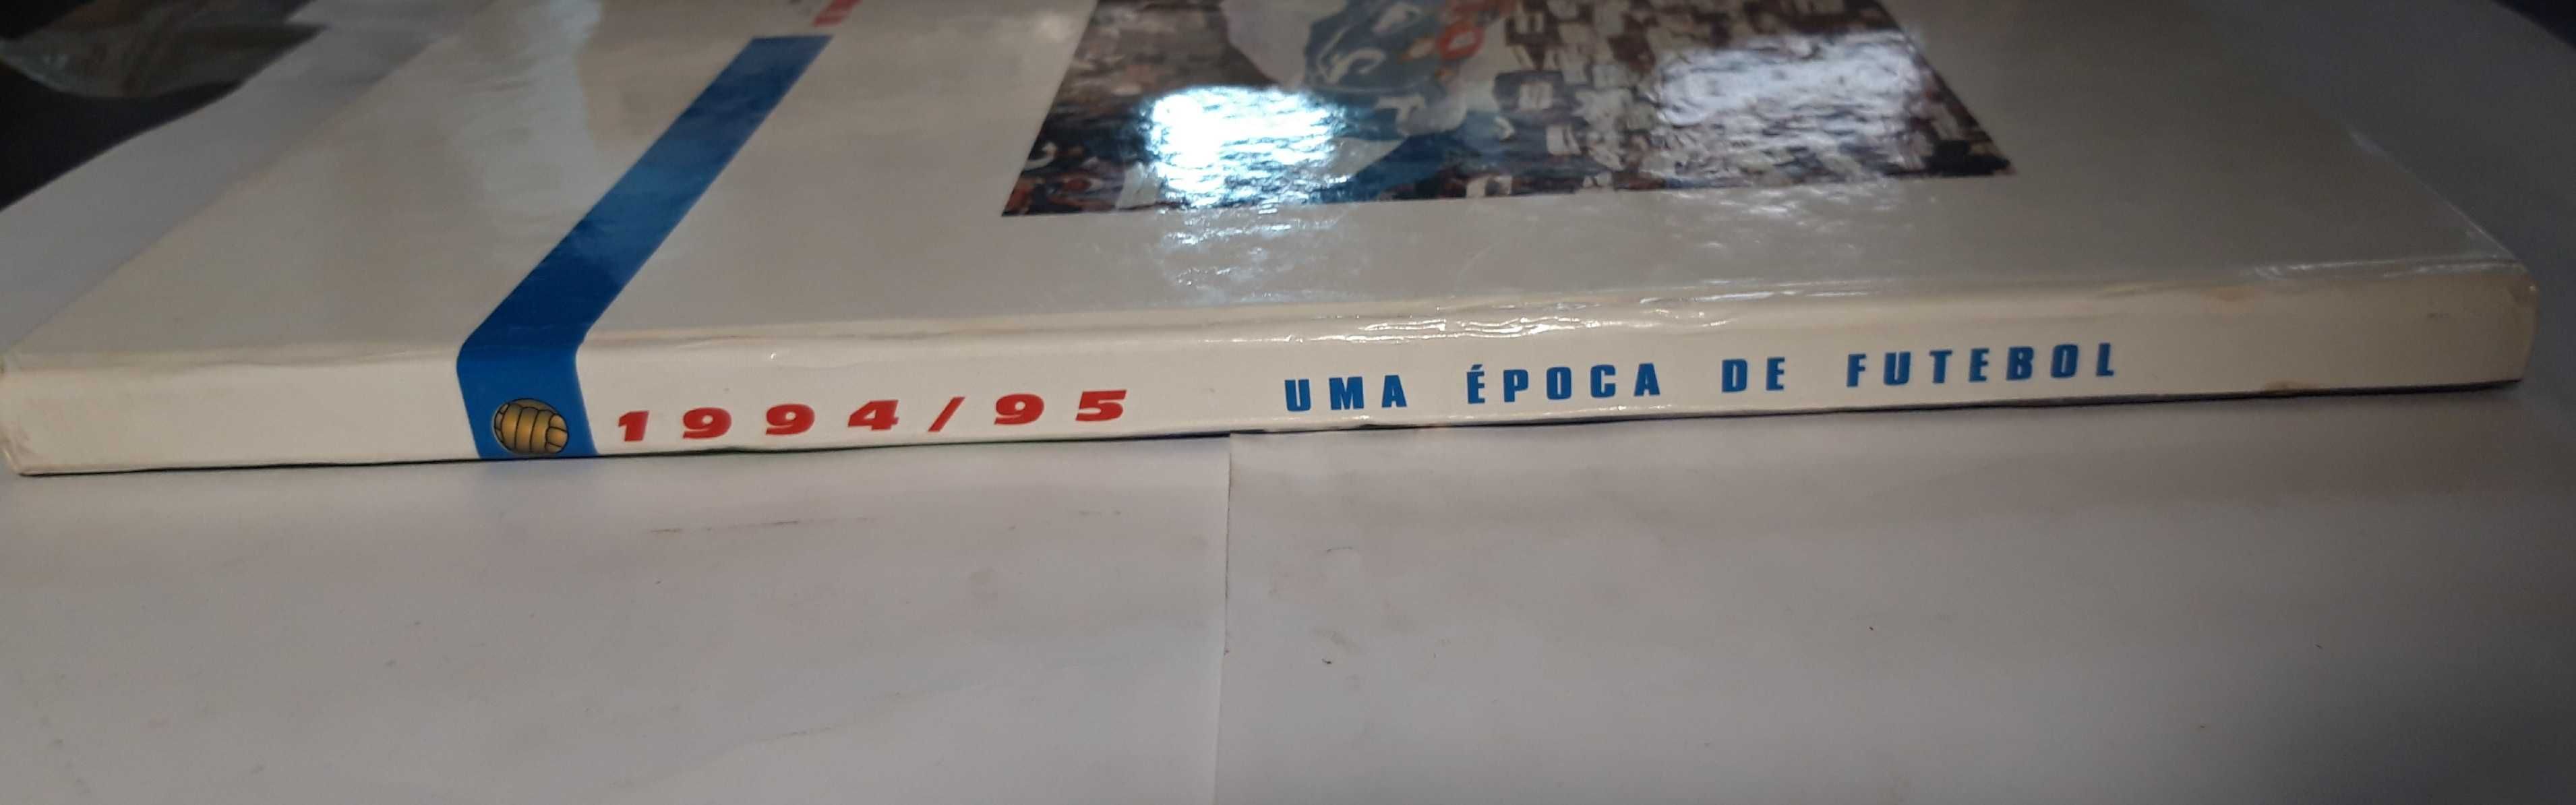 1994/95 UMA ÉPOCA DE FUTEBOL